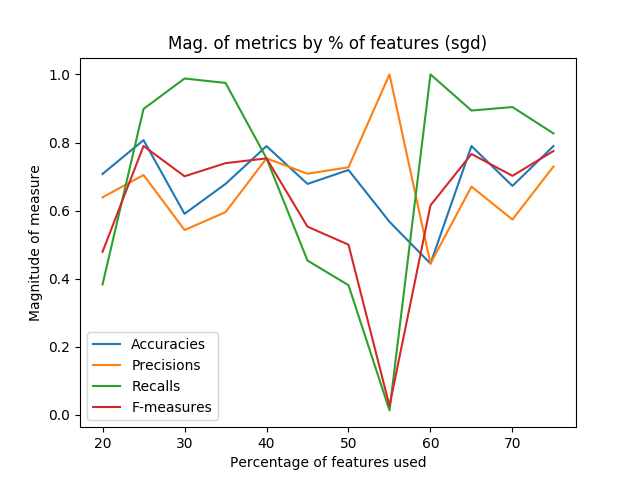 Mag. of metrics by % of features (sgd)
Magnitude of measure
1.0
0.8
0.6
0.4
0.2
0.0
Accuracies
Precisions
Recalls
F-measures
20 30 40 50 60 70
Percentage of features used